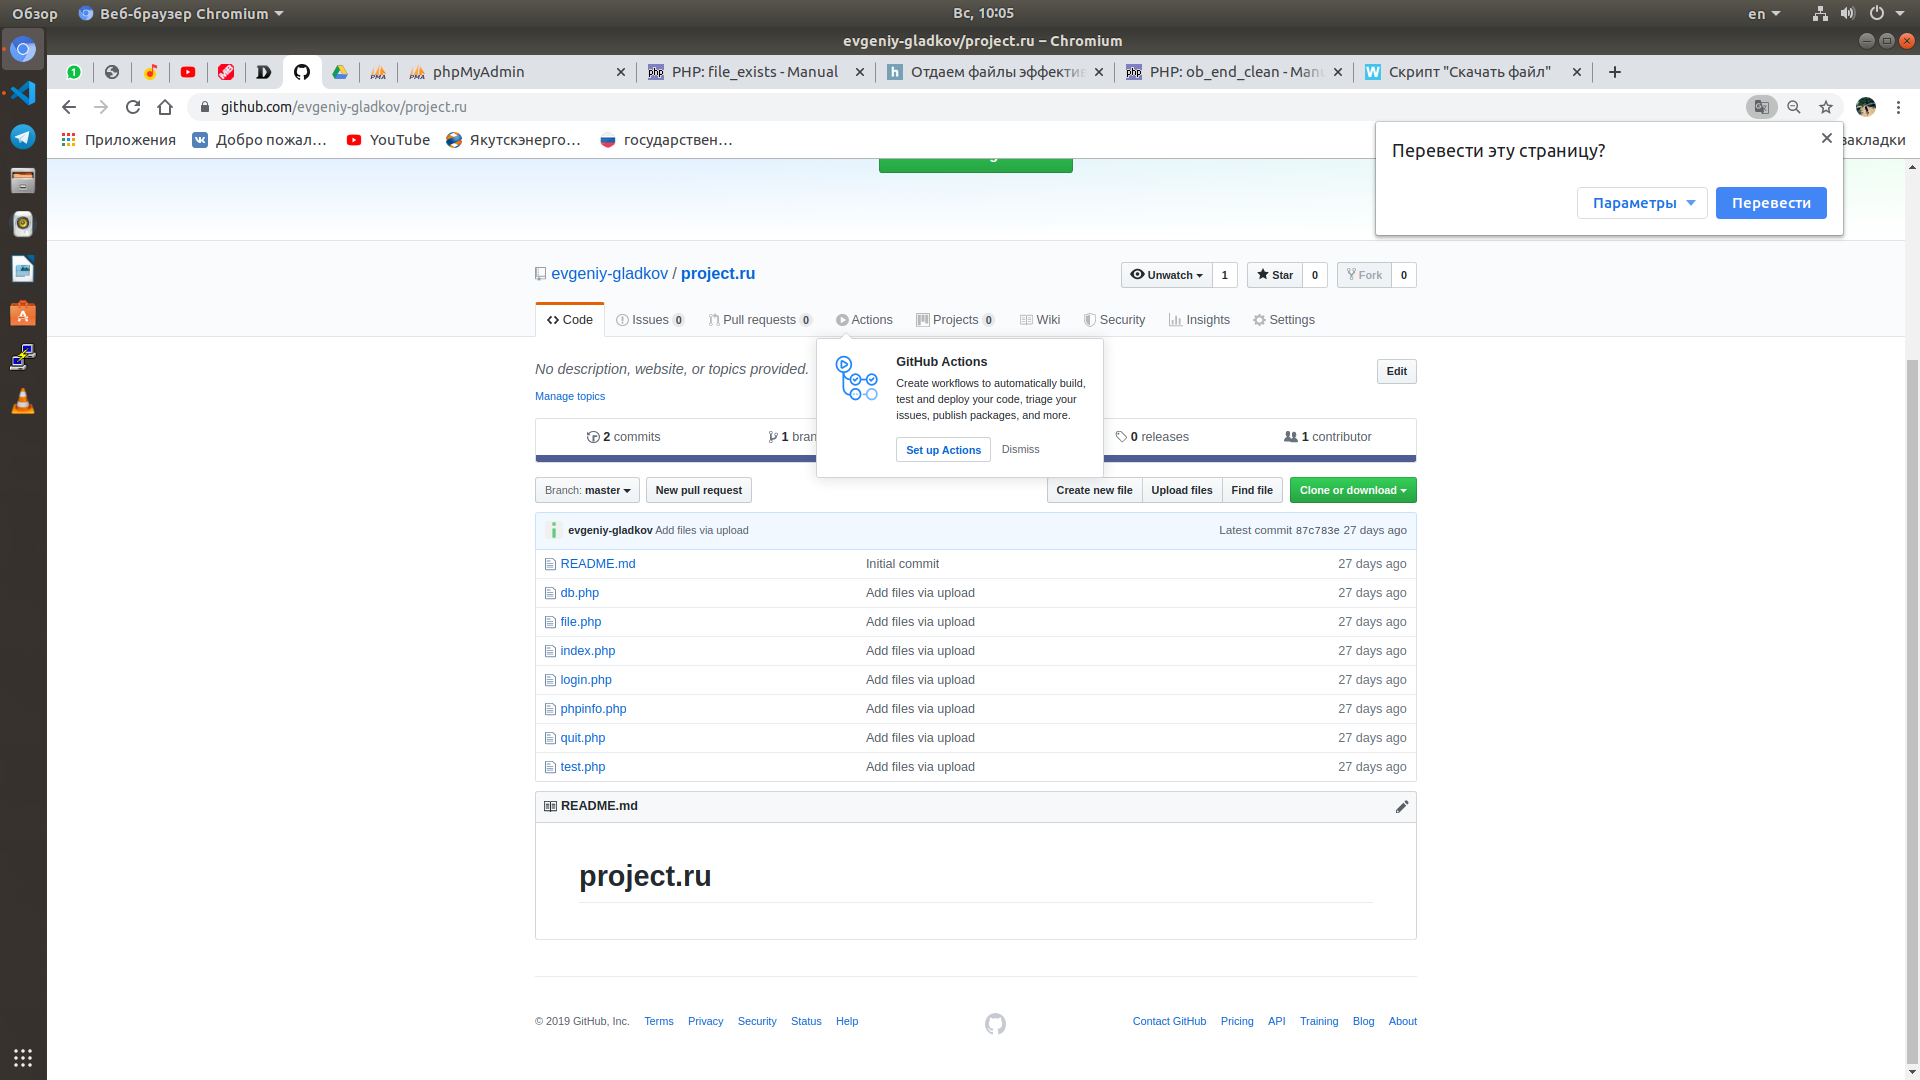 Обзор Веб-браузер Chromium Вс, 10:05 en
evgeniy-gladkov/project.ru – Chromium
phpMyAdmin PHP: file_exists - Manual Отдаем файлы эффектив PHP: ob_end_clean - Manu Скрипт "Скачать файл"
github.com/evgeniy-gladkov/project.ru
Приложения Добро пожал... YouTube Якутскэнерго... государствен... закладки
Перевести эту страницу?
Параметры Перевести
evgeniy-gladkov / project.ru Unwatch 1 Star 0 Fork 0
Code Issues 0 Pull requests 0 Actions Projects 0 Wiki Security Insights Settings
No description, website, or topics provided. Edit
Manage topics
GitHub Actions
Create workflows to automatically build,
test and deploy your code, triage your
issues, publish packages, and more.
Set up Actions Dismiss
2 commits 1 bran 0 releases 1 contributor
Branch: master New pull request Create new file Upload files Find file Clone or download
evgeniy-gladkov Add files via upload Latest commit 87c783e 27 days ago
README.md Initial commit 27 days ago
db.php Add files via upload 27 days ago
file.php Add files via upload 27 days ago
index.php Add files via upload 27 days ago
login.php Add files via upload 27 days ago
phpinfo.php Add files via upload 27 days ago
quit.php Add files via upload 27 days ago
test.php Add files via upload 27 days ago
README.md
project.ru
© 2019 GitHub, Inc. Terms Privacy Security Status Help Contact GitHub Pricing API Training Blog About